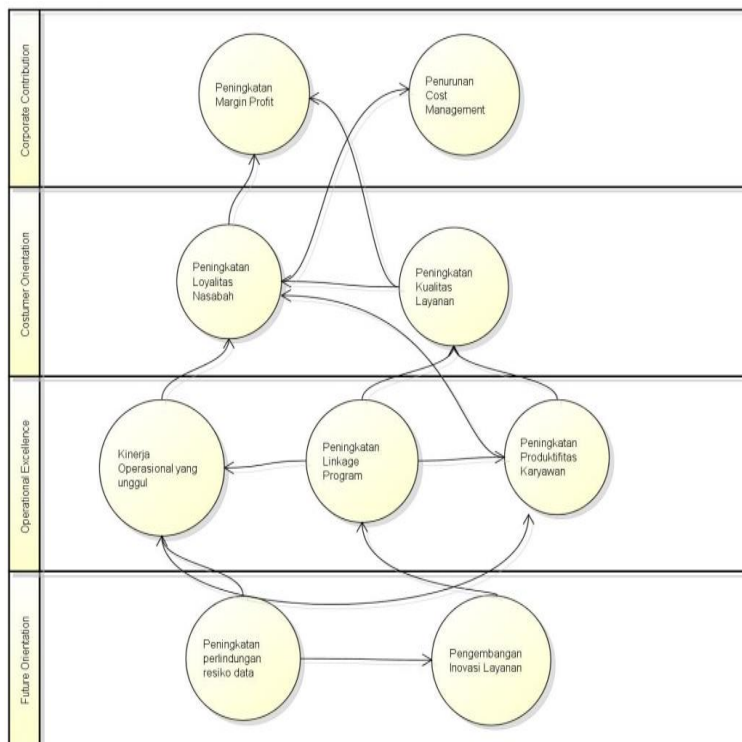 Corporate Contribution
Peningkatan
Margin Profit
Penurunan
Cost
Management
Costumer Orientation
Peningkatan
Loyalitas
Nasabah
Peningkatan
Kualitas
Layanan
Operational Excellence
Kinerja
Operasional yang
unggul
Peningkatan
Linkage
Program
Peningkatan
Produktifitas
Karyawan
Future Orientation
Peningkatan
perlindungan
resiko data
Pengembangan
Inovasi Layanan